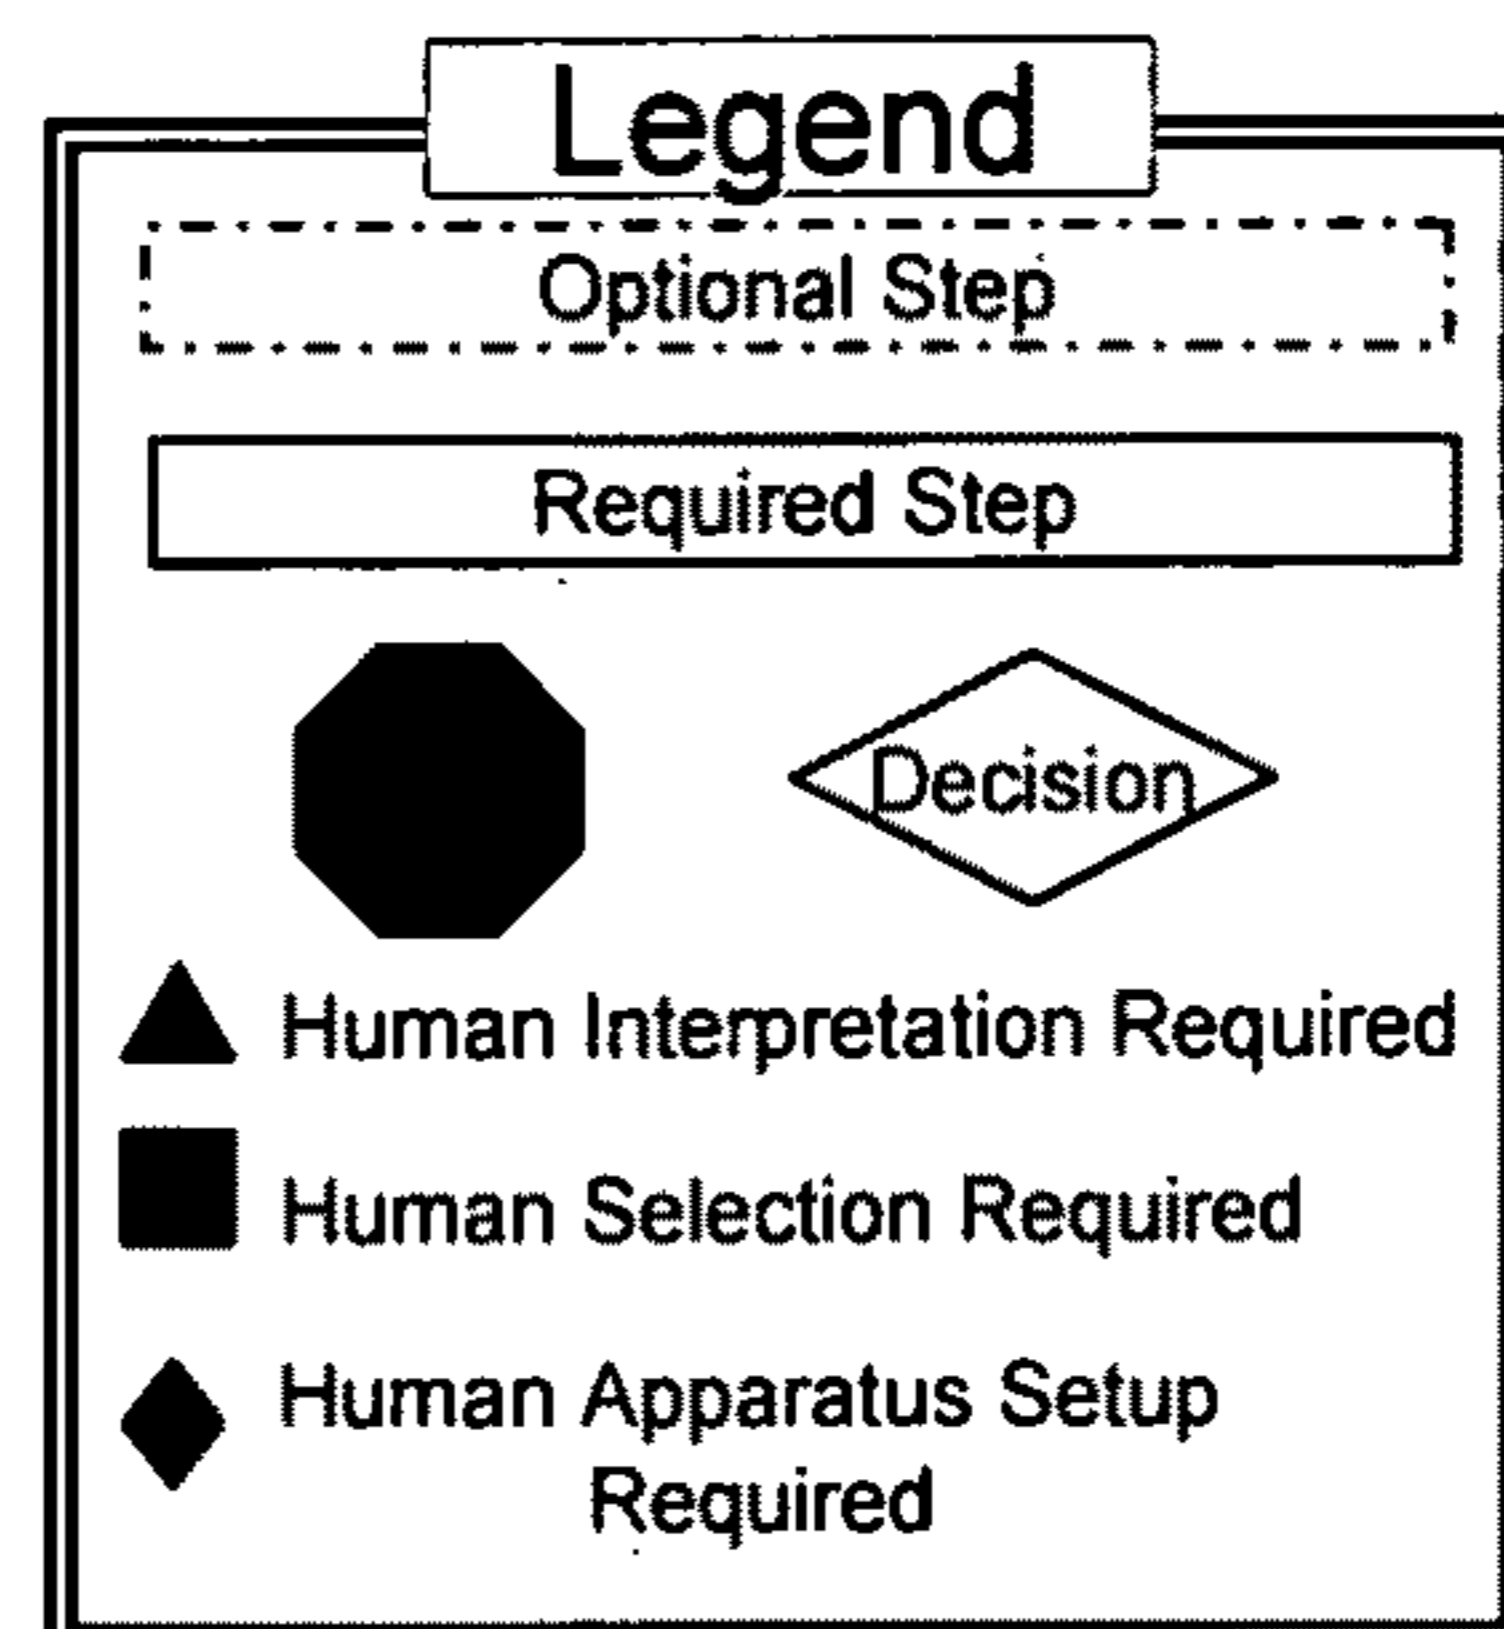 Legend
Optional Step
Required Step
Decision
Human Interpretation Required
Human Selection Required
Human Apparatus Setup
Required